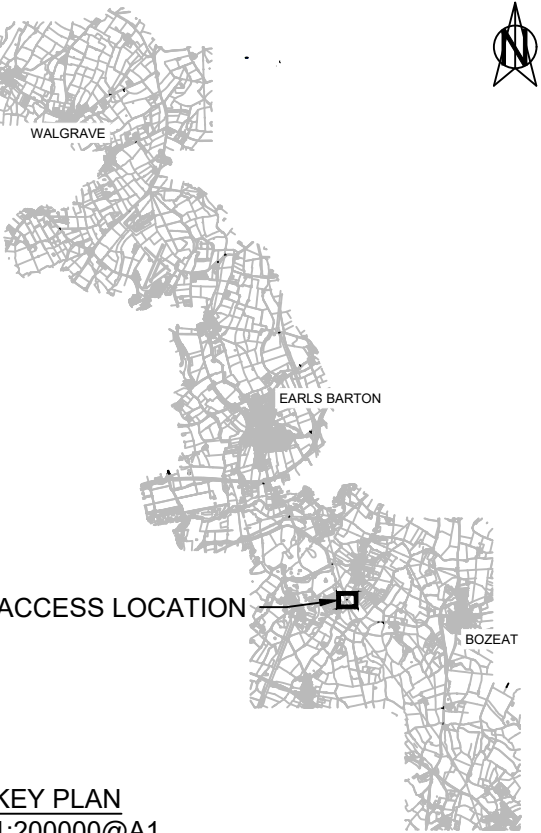 N
WALGRAVE
EARLS BARTON
ACCESS LOCATION
BOZEAT
KEY PLAN
1:200000@A1